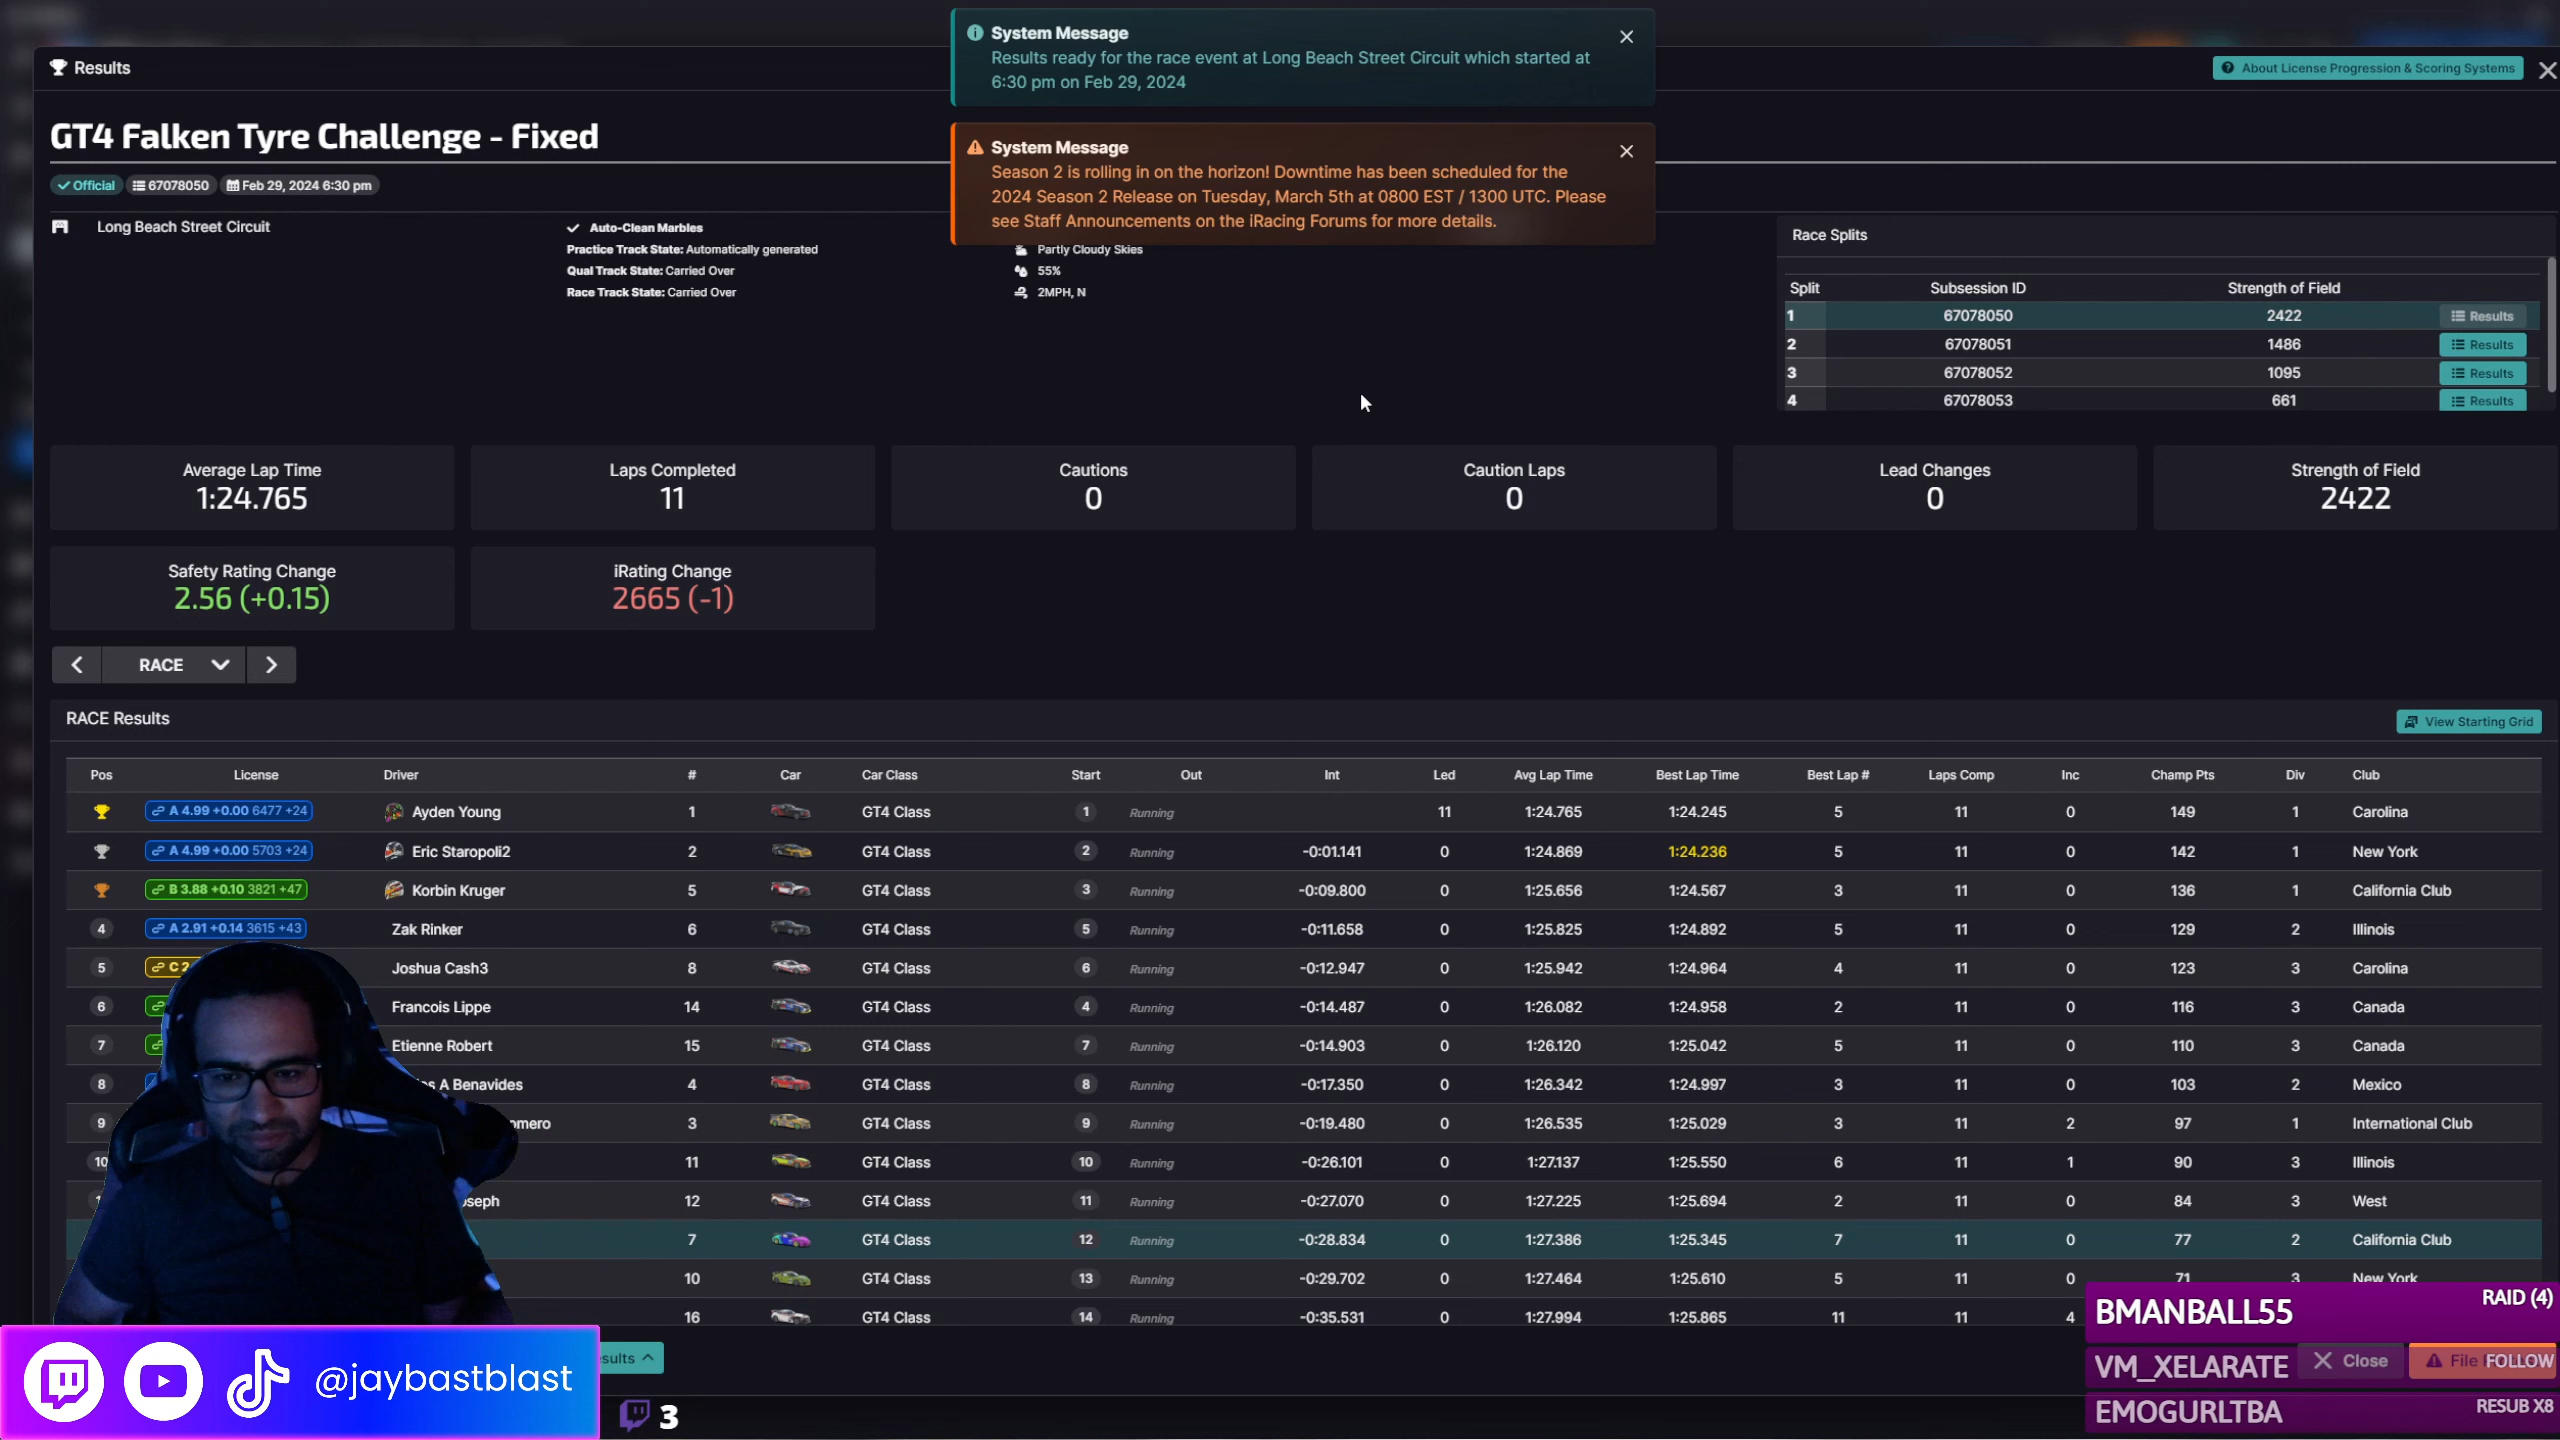 System Message
Results ready for the race event at Long Beach Street Circuit which started at
6:30 pm on Feb 29, 2024
Results
About License Progression & Scoring Systems
System Message
Season 2 is rolling in on the horizon! Downtime has been scheduled for the
2024 Season 2 Release on Tuesday, March 5th at 0800 EST / 1300 UTC. Please
see Staff Announcements on the iRacing Forums for more details.
GT4 Falken Tyre Challenge - Fixed
Official 67078050 Feb 29, 2024 6:30 pm
Long Beach Street Circuit
Auto-Clean Marbles
Practice Track State: Automatically generated
Qual Track State: Carried Over
Race Track State: Carried Over
Partly Cloudy Skies
55%
2MPH, N
Race Splits
Split Subsession ID Strength of Field
1 67078050 2422 Results
2 67078051 1486 Results
3 67078052 1095 Results
4 67078053 661 Results
Average Lap Time
1:24.765
Laps Completed
11
Cautions
0
Caution Laps
0
Lead Changes
0
Strength of Field
2422
Safety Rating Change
2.56 (+0.15)
iRating Change
2665 (-1)
RACE
RACE Results
View Starting Grid
Pos License Driver # Car Car Class Start Out Int Led Avg Lap Time Best Lap Time Best Lap # Laps Comp Inc Champ Pts Div Club
A 4.99 +0.00 6477 +24 Ayden Young 1 GT4 Class 1 Running 11 1:24.765 1:24.245 5 11 0 149 1 Carolina
A 4.99 +0.00 5703 +24 Eric Staropoli2 2 GT4 Class 2 Running -0:01.141 0 1:24.869 1:24.236 5 11 0 142 1 New York
B 3.88 +0.10 3821 +47 Korbin Kruger 5 GT4 Class 3 Running -0:09.800 0 1:25.656 1:24.567 3 11 0 136 1 California Club
4 A 2.91 +0.14 3615 +43 Zak Rinker 6 GT4 Class 5 Running -0:11.658 0 1:25.825 1:24.892 5 11 0 129 2 Illinois
5 C 2 Joshua Cash3 8 GT4 Class 6 Running -0:12.947 0 1:25.942 1:24.964 4 11 0 123 3 Carolina
6 Francois Lippe 14 GT4 Class 4 Running -0:14.487 0 1:26.082 1:24.958 2 11 0 116 3 Canada
7 Etienne Robert 15 GT4 Class 7 Running -0:14.903 0 1:26.120 1:25.042 5 11 0 110 3 Canada
8 A Benavides 4 GT4 Class 8 Running -0:17.350 0 1:26.342 1:24.997 3 11 0 103 2 Mexico
9 omero 3 GT4 Class 9 Running -0:19.480 0 1:26.535 1:25.029 3 11 2 97 1 International Club
10 11 GT4 Class 10 Running -0:26.101 0 1:27.137 1:25.550 6 11 1 90 3 Illinois
oseph 12 GT4 Class 11 Running -0:27.070 0 1:27.225 1:25.694 2 11 0 84 3 West
7 GT4 Class 12 Running -0:28.834 0 1:27.386 1:25.345 7 11 0 77 2 California Club
10 GT4 Class 13 Running -0:29.702 0 1:27.464 1:25.610 5 11 0 71 3 New York
16 GT4 Class 14 Running -0:35.531 0 1:27.994 1:25.865 11 11 4
BMANBALL55 RAID (4)
VM_XELARATE Close File FOLLOW
EMOGURLTBA RESUB X8
@jaybastblast
sults
3